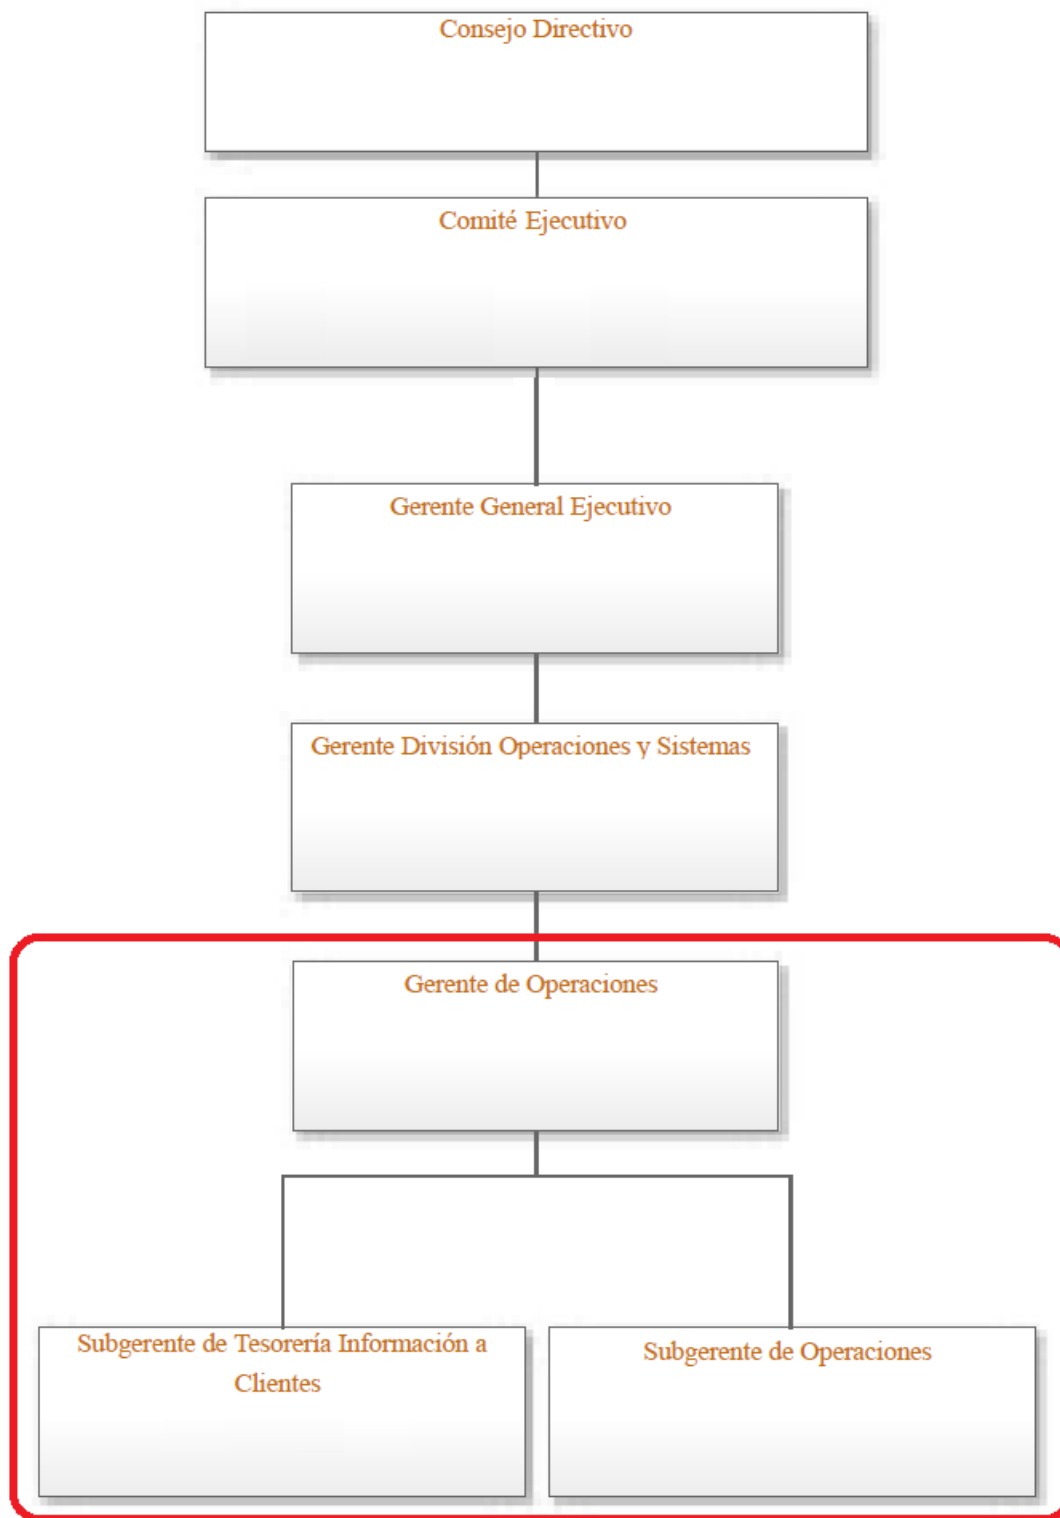 Consejo Directivo
Comité Ejecutivo
Gerente General Ejecutivo
Gerente División Operaciones y Sistemas
Gerente de Operaciones
Subgerente de Tesorería Información a
Clientes
Subgerente de Operaciones